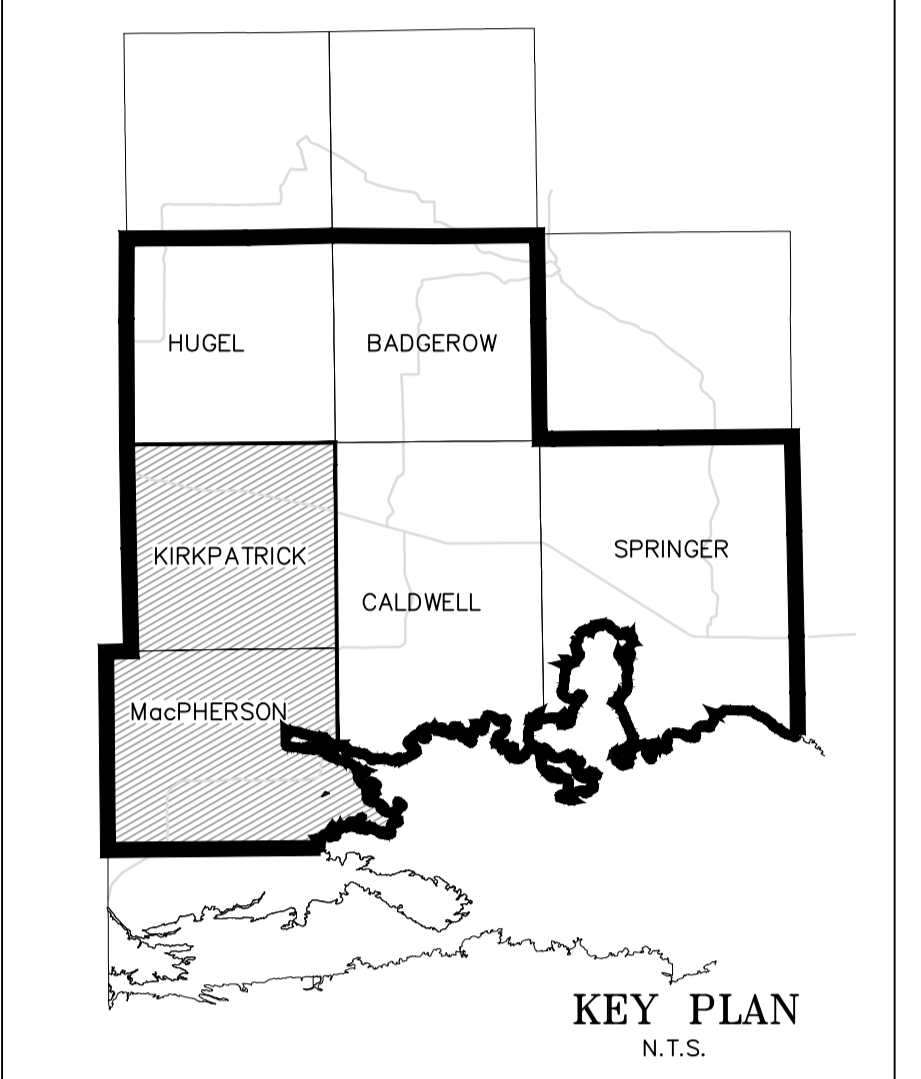 HUGEL
BADGEROW
KIRKPATRICK
SPRINGER
CALDWELL
MacPHERSON
KEY PLAN
N.T.S.